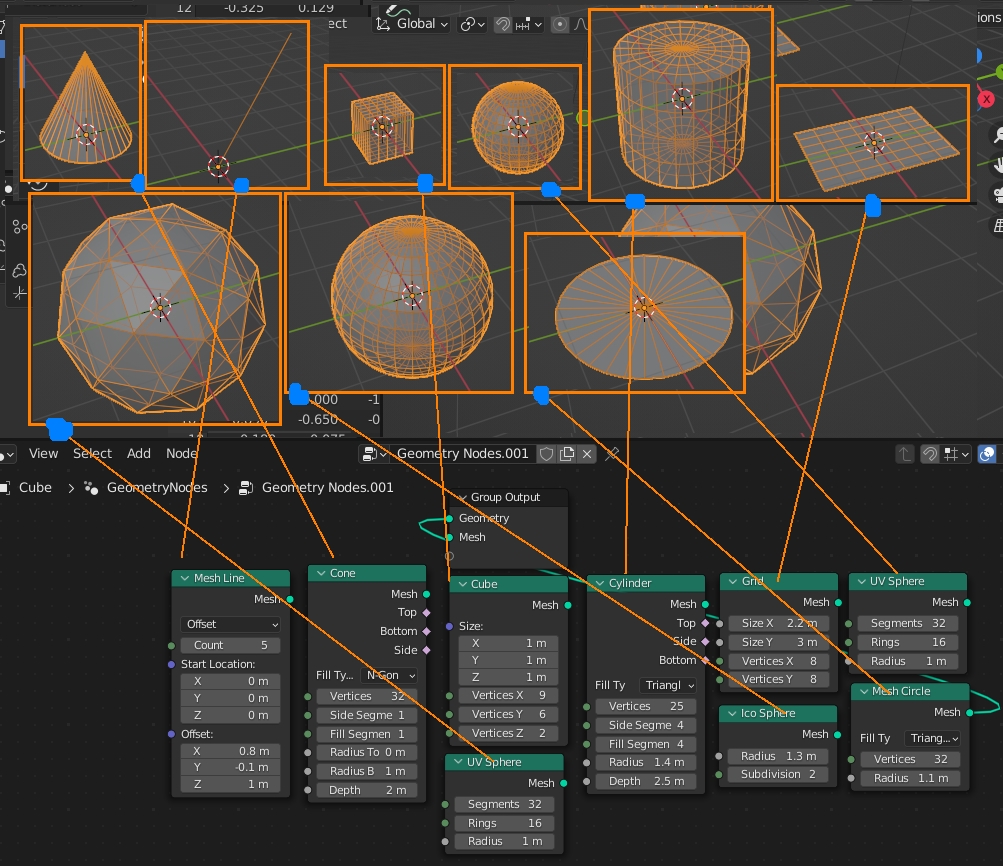 12 -0.325 0.129
ect Global
ions
X
.000 -1
-0.650 -0
View Select Add Node Geometry Nodes.001
Cube > GeometryNodes > Geometry Nodes.001
Group Output
Geometry
Mesh
Mesh Line
Mesh
Offset
Count 5
Start Location:
X 0 m
Y 0 m
Z 0 m
Offset:
X 0.8 m
Y -0.1 m
Z 1 m
Cone
Mesh
Top
Bottom
Side
Fill Ty... N-Gon
Vertices 32
Side Segme 1
Fill Segmen 1
Radius To 0 m
Radius B 1 m
Depth 2 m
Cube
Mesh
Size:
X 1 m
Y 1 m
Z 1 m
Vertices X 9
Vertices Y 6
Vertices Z 2
UV Sphere
Mesh
Segments 32
Rings 16
Radius 1 m
Cylinder
Mesh
Top
Side
Bottom
Fill Ty Triangl
Vertices 25
Side Segme 4
Fill Segmen 4
Radius 1.4 m
Depth 2.5 m
Grid
Mesh
Size X 2.2 m
Size Y 3 m
Vertices X 8
Vertices Y 8
Ico Sphere
Mesh
Radius 1.3 m
Subdivision 2
UV Sphere
Mesh
Segments 32
Rings 16
Radius 1 m
Mesh Circle
Mesh
Fill Ty Triang...
Vertices 32
Radius 1.1 m